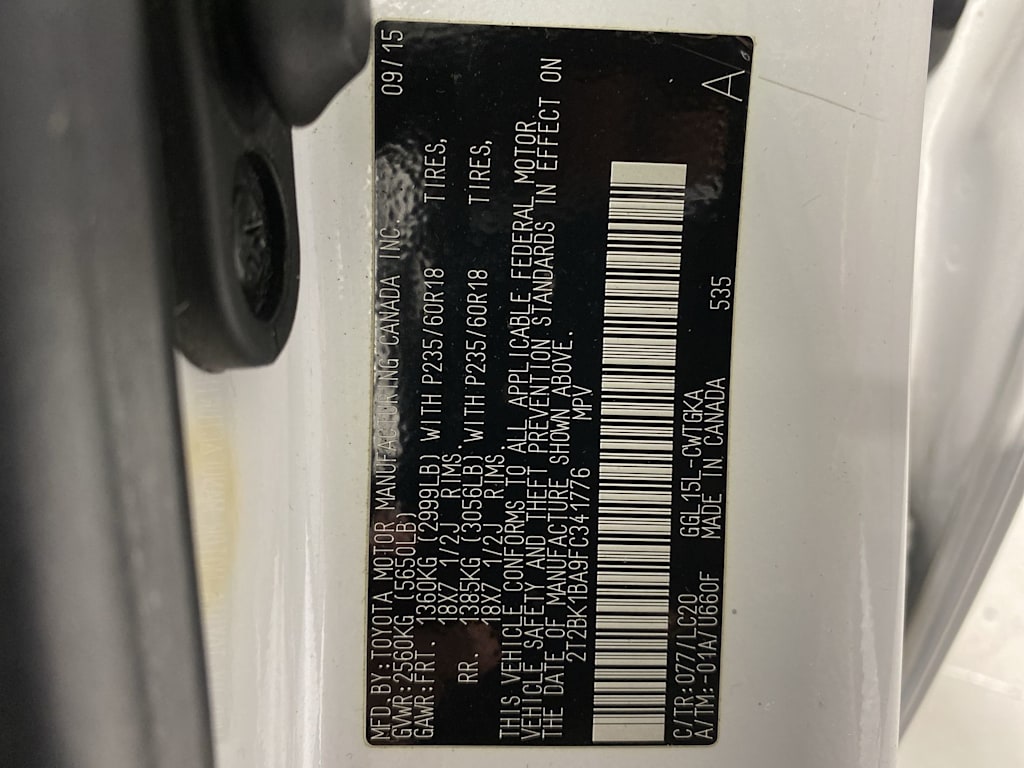 MFD BY:TOYOTA MOTOR MANUFACTURING CANADA INC. 09/15
GVWR:2560KG (5650LB)
GAWR:FRT. 1360KG (2999LB) WITH P235/60R18 TIRES,
18X7 1/2J RIMS.
RR. 1385KG (3056LB) WITH P235/60R18 TIRES,
18X7 1/2J RIMS.
THIS VEHICLE CONFORMS TO ALL APPLICABLE FEDERAL MOTOR
VEHICLE SAFETY AND THEFT PREVENTION STANDARDS IN EFFECT ON
THE DATE OF MANUFACTURE SHOWN ABOVE.
2T2BK1BA9FC341776 MPV
C/TR:077/LC20 GGL15L-CWTGKA 535 A
A/TM:-01A/U660F MADE IN CANADA